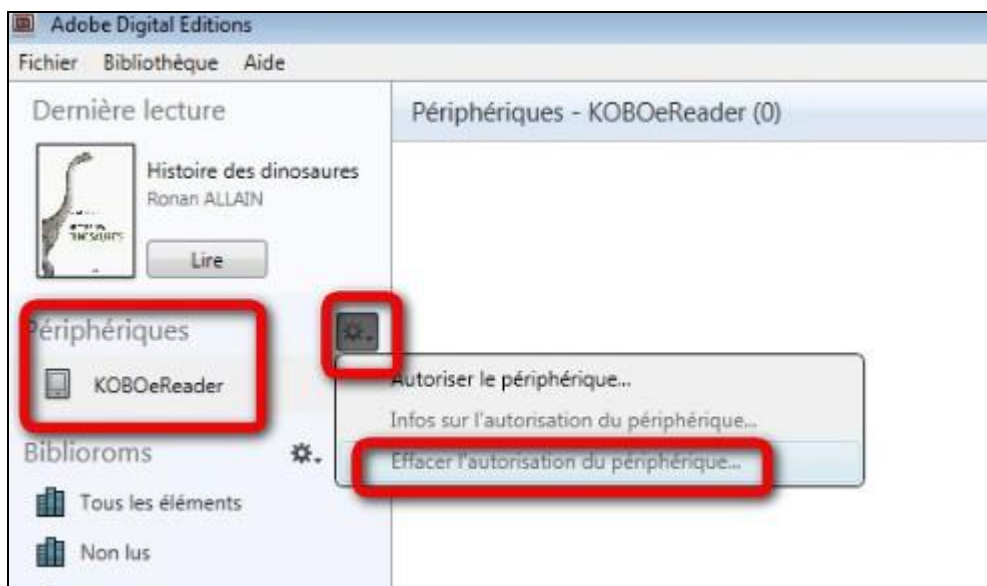 Adobe Digital Editions
Fichier Bibliothèque Aide
Dernière lecture
Histoire des dinosaures
Ronan ALLAIN
Lire
Périphériques
KOBOeReader
Biblioroms
Tous les éléments
Non lus
Périphériques - KOBOeReader (0)
Autoriser le périphérique...
Infos sur l'autorisation du périphérique...
Effacer l'autorisation du périphérique...